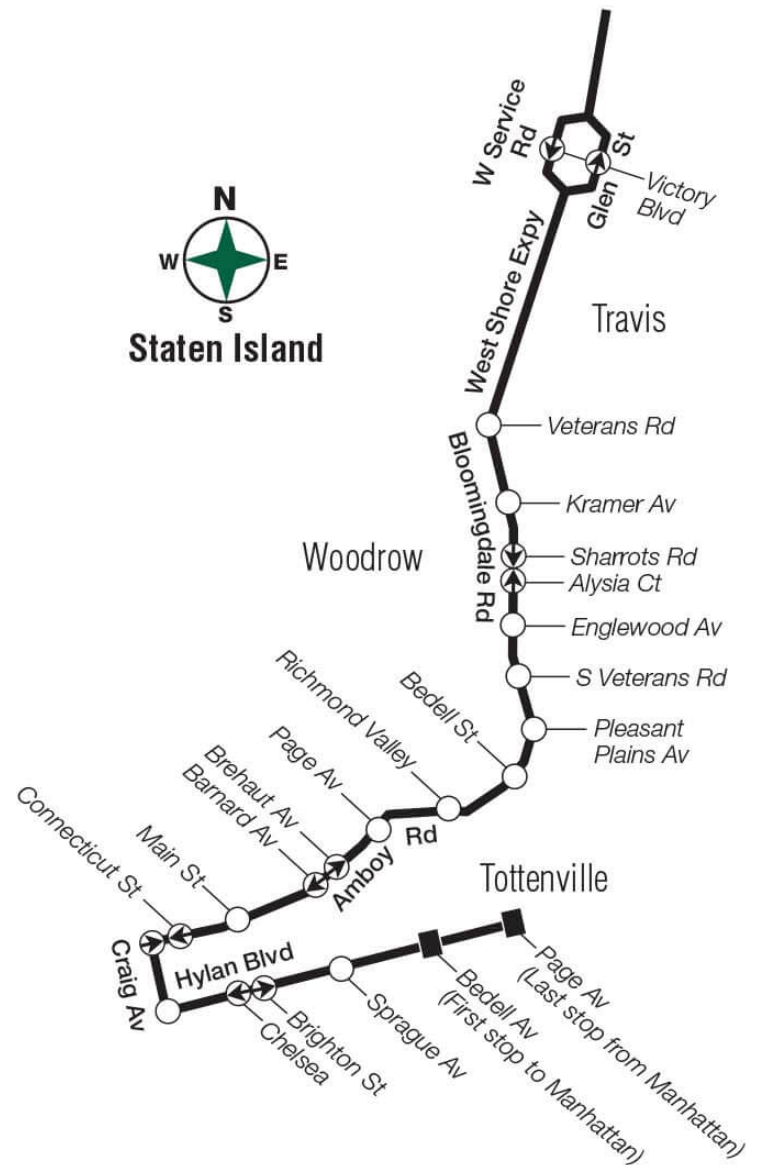 W Service
Rd
Glen St
Victory
Blvd
N
W
E
S
Staten Island
West Shore Expy
Travis
Veterans Rd
Bloomingdale Rd
Kramer Av
Woodrow
Sharrots Rd
Alysia Ct
Englewood Av
S Veterans Rd
Pleasant
Plains Av
Bedell St
Richmond Valley
Page Av
Brehaut Av
Barnard Av
Amboy Rd
Main St
Connecticut St
Tottenville
Craig Av
Hylan Blvd
Page Av
(Last stop from Manhattan)
Bedell Av
(First stop to Manhattan)
Sprague Av
Brighton St
Chelsea